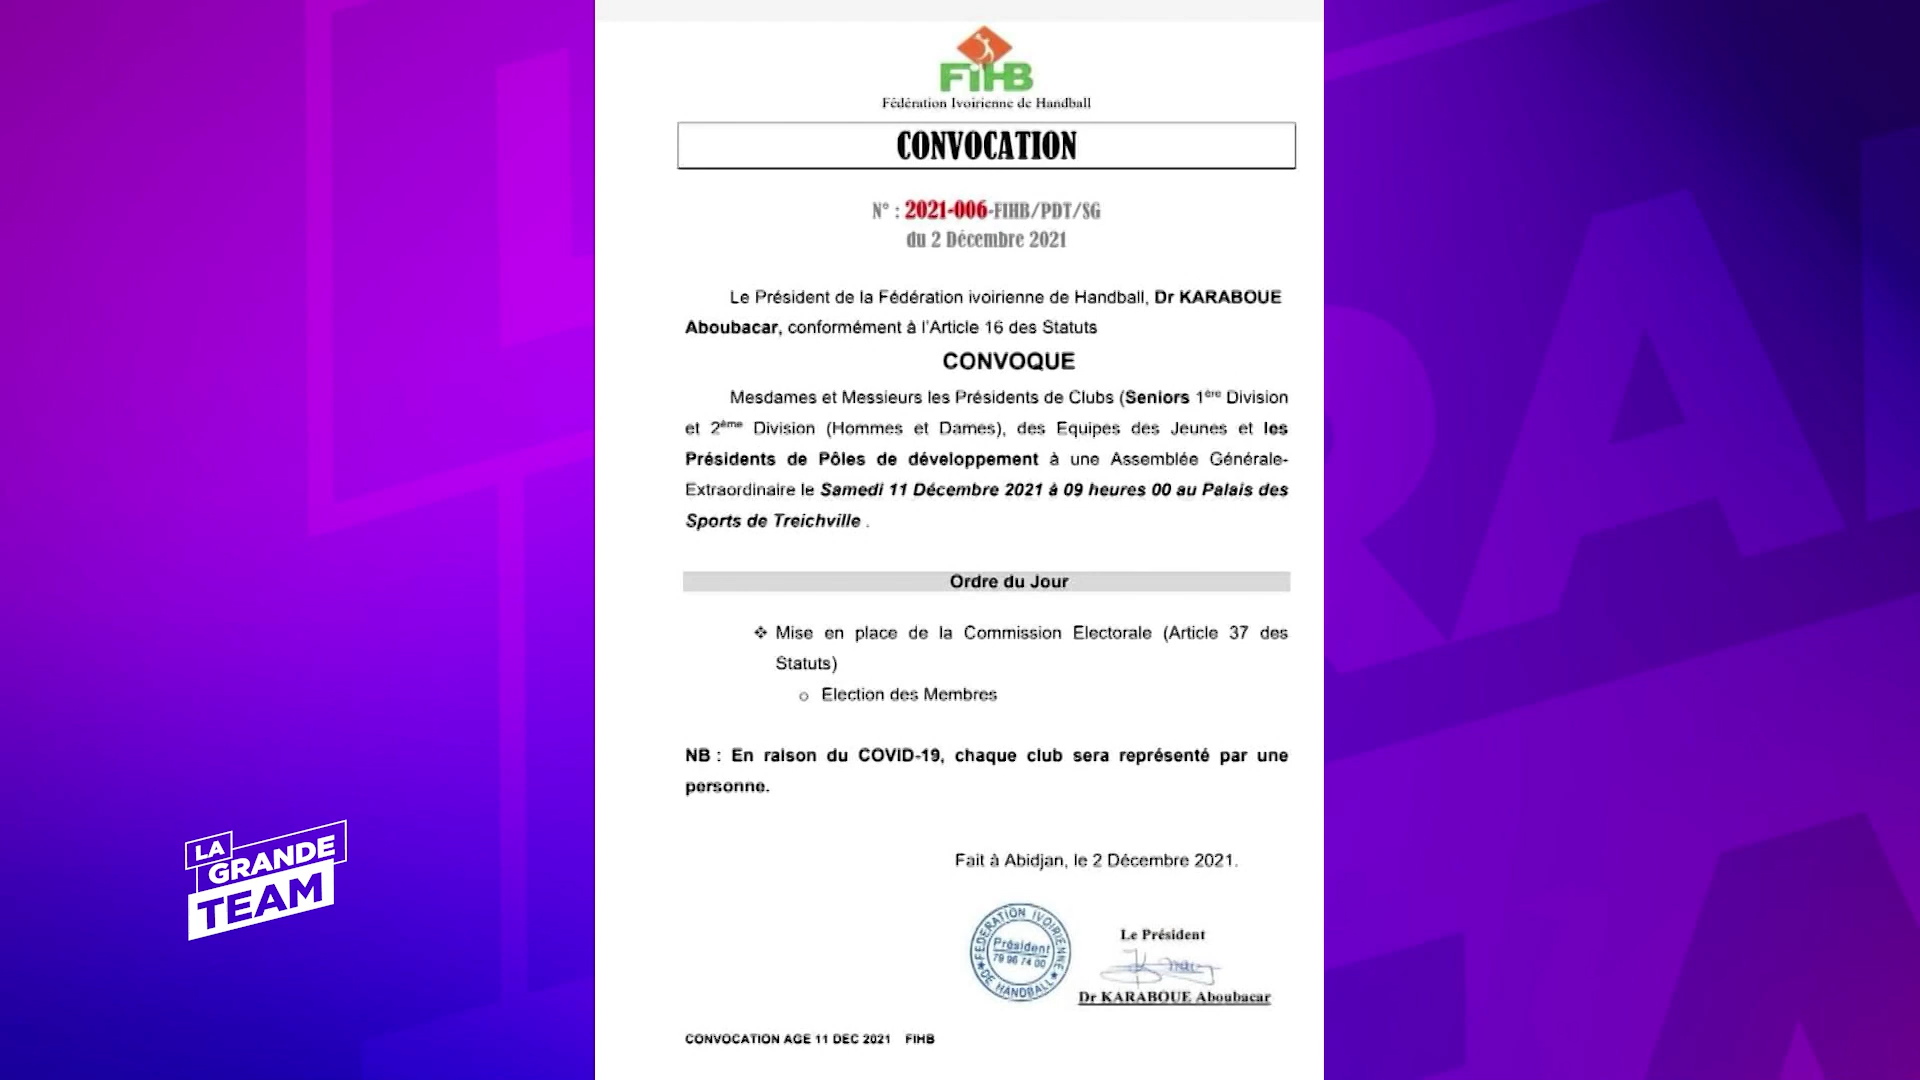 FIHB
Fédération Ivoirienne de Handball
CONVOCATION
N° : 2021-006-FIHB/PDT/SG
du 2 Décembre 2021
Le Président de la Fédération ivoirienne de Handball, Dr KARABOUE
Aboubacar, conformément à l'Article 16 des Statuts
CONVOQUE
Mesdames et Messieurs les Présidents de Clubs (Seniors 1ère Division
et 2ème Division (Hommes et Dames), des Equipes des Jeunes et les
Présidents de Pôles de développement à une Assemblée Générale-
Extraordinaire le Samedi 11 Décembre 2021 à 09 heures 00 au Palais des
Sports de Treichville .
Ordre du Jour
❖ Mise en place de la Commission Electorale (Article 37 des
Statuts)
o Election des Membres
NB : En raison du COVID-19, chaque club sera représenté par une
personne.
Fait à Abidjan, le 2 Décembre 2021.
FEDERATION IVOIRIENNE
Président
79 96 74 00
DE HANDBALL
Le Président
Dr KARABOUE Aboubacar
CONVOCATION AGE 11 DEC 2021 FIHB
LA
GRANDE
TEAM